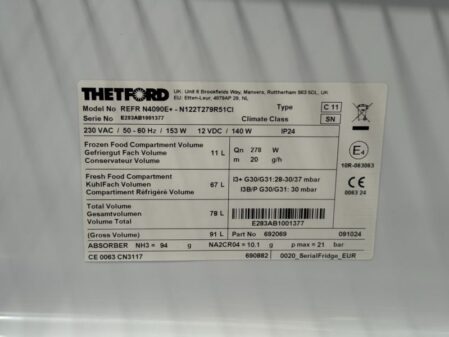 THETFORD
UK: Unit 6 Brookfields Way, Manvers, Rotherham S63 5DL, UK
EU: Etten-Leur, 4879AP 29, NL
Model No REFR N4090E+ - N122T279R51CI Type C 11
Serie No E283AB1001377 Climate Class SN
230 VAC / 50 - 60 Hz / 153 W 12 VDC / 140 W IP24
Frozen Food Compartment Volume
Gefriergut Fach Volumen 11 L Qn 278 W
Conservateur Volume m 20 g/h
E4
10R-063083
Fresh Food Compartment Volume
KühlFach Volumen 67 L I3+ G30/G31:28-30/37 mbar
Compartiment Réfrigéré Volume I3B/P G30/G31: 30 mbar
CE
0063 24
Total Volume
Gesamtvolumen 78 L
Volume Total E283AB1001377
(Gross Volume) 91 L Part No 692069 091024
ABSORBER NH3 = 94 g NA2CR04 = 10.1 g p max = 21 bar
CE 0063 CN3117 690882 0020_SerialFridge_EUR